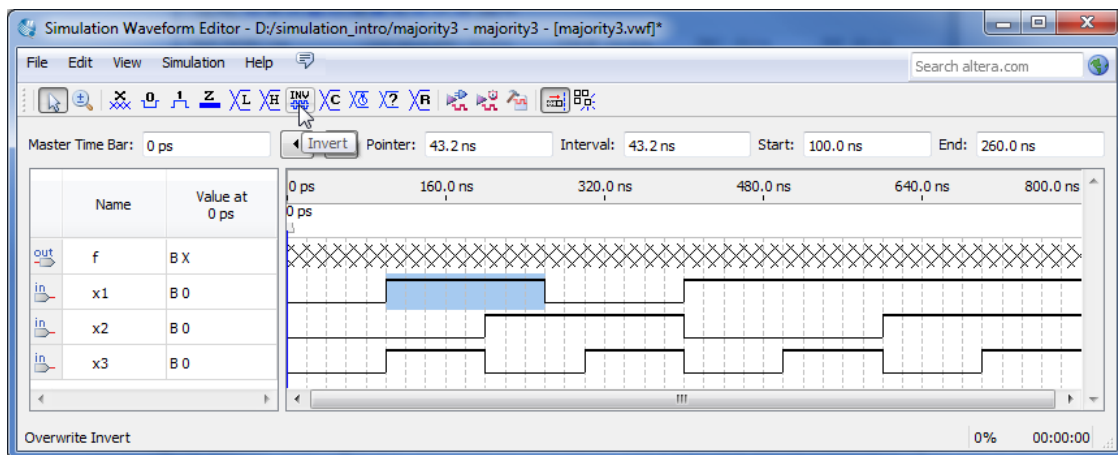 Simulation Waveform Editor - D:/simulation_intro/majority3 - majority3 - [majority3.vwf]*
File Edit View Simulation Help Search altera.com
X 0 1 Z L H INV C ? R
Master Time Bar: 0 ps Invert Pointer: 43.2 ns Interval: 43.2 ns Start: 100.0 ns End: 260.0 ns
Name Value at 0 ps
0 ps 160.0 ns 320.0 ns 480.0 ns 640.0 ns 800.0 ns
0 ps
out f B X
in x1 B 0
in x2 B 0
in x3 B 0
Overwrite Invert 0% 00:00:00